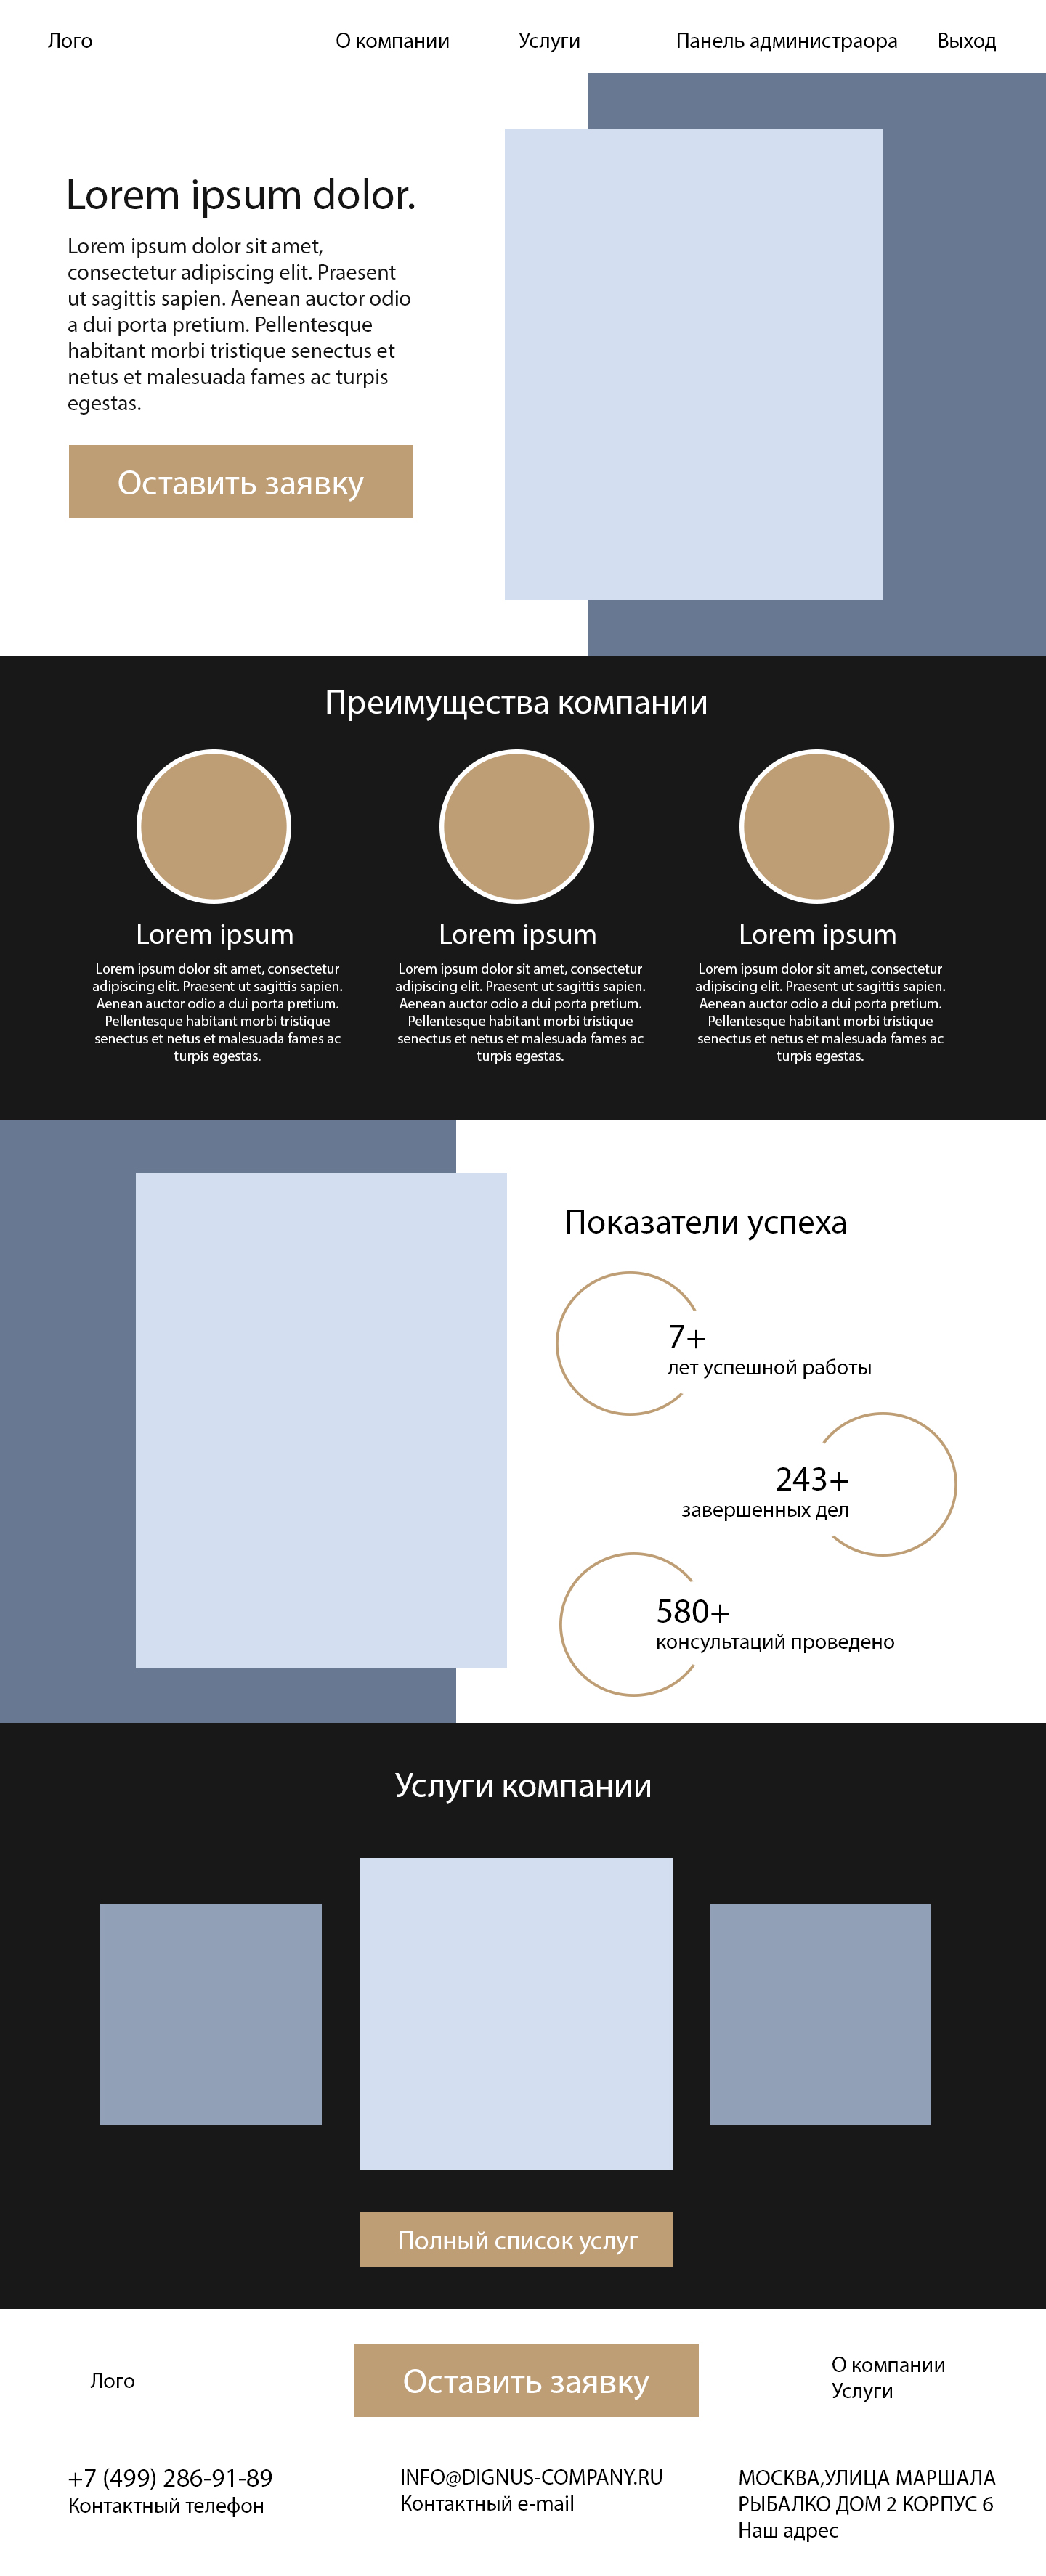 Лого
О компании
Услуги
Панель администраора
Выход
Lorem ipsum dolor.
Lorem ipsum dolor sit amet,
consectetur adipiscing elit. Praesent
ut sagittis sapien. Aenean auctor odio
a dui porta pretium. Pellentesque
habitant morbi tristique senectus et
netus et malesuada fames ac turpis
egestas.
Оставить заявку
Преимущества компании
Lorem ipsum
Lorem ipsum dolor sit amet, consectetur
adipiscing elit. Praesent ut sagittis sapien.
Aenean auctor odio a dui porta pretium.
Pellentesque habitant morbi tristique
senectus et netus et malesuada fames ac
turpis egestas.
Lorem ipsum
Lorem ipsum dolor sit amet, consectetur
adipiscing elit. Praesent ut sagittis sapien.
Aenean auctor odio a dui porta pretium.
Pellentesque habitant morbi tristique
senectus et netus et malesuada fames ac
turpis egestas.
Lorem ipsum
Lorem ipsum dolor sit amet, consectetur
adipiscing elit. Praesent ut sagittis sapien.
Aenean auctor odio a dui porta pretium.
Pellentesque habitant morbi tristique
senectus et netus et malesuada fames ac
turpis egestas.
Показатели успеха
7+
лет успешной работы
243+
завершенных дел
580+
консультаций проведено
Услуги компании
Полный список услуг
Лого
Оставить заявку
О компании
Услуги
+7 (499) 286-91-89
Контактный телефон
INFO@DIGNUS-COMPANY.RU
Контактный e-mail
МОСКВА,УЛИЦА МАРШАЛА
РЫБАЛКО ДОМ 2 КОРПУС 6
Наш адрес